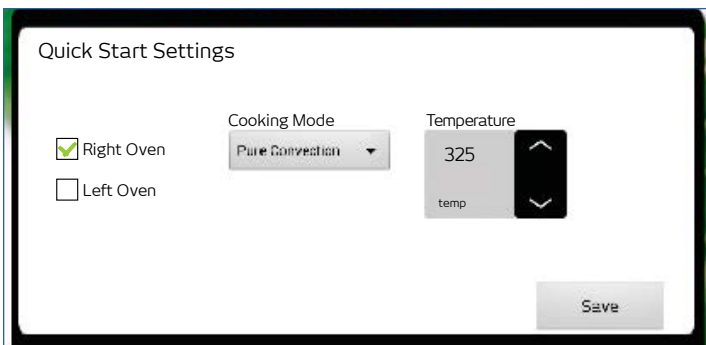 Quick Start Settings
Cooking Mode
Temperature
Right Oven
Pure Convection
325
Left Oven
temp
Save